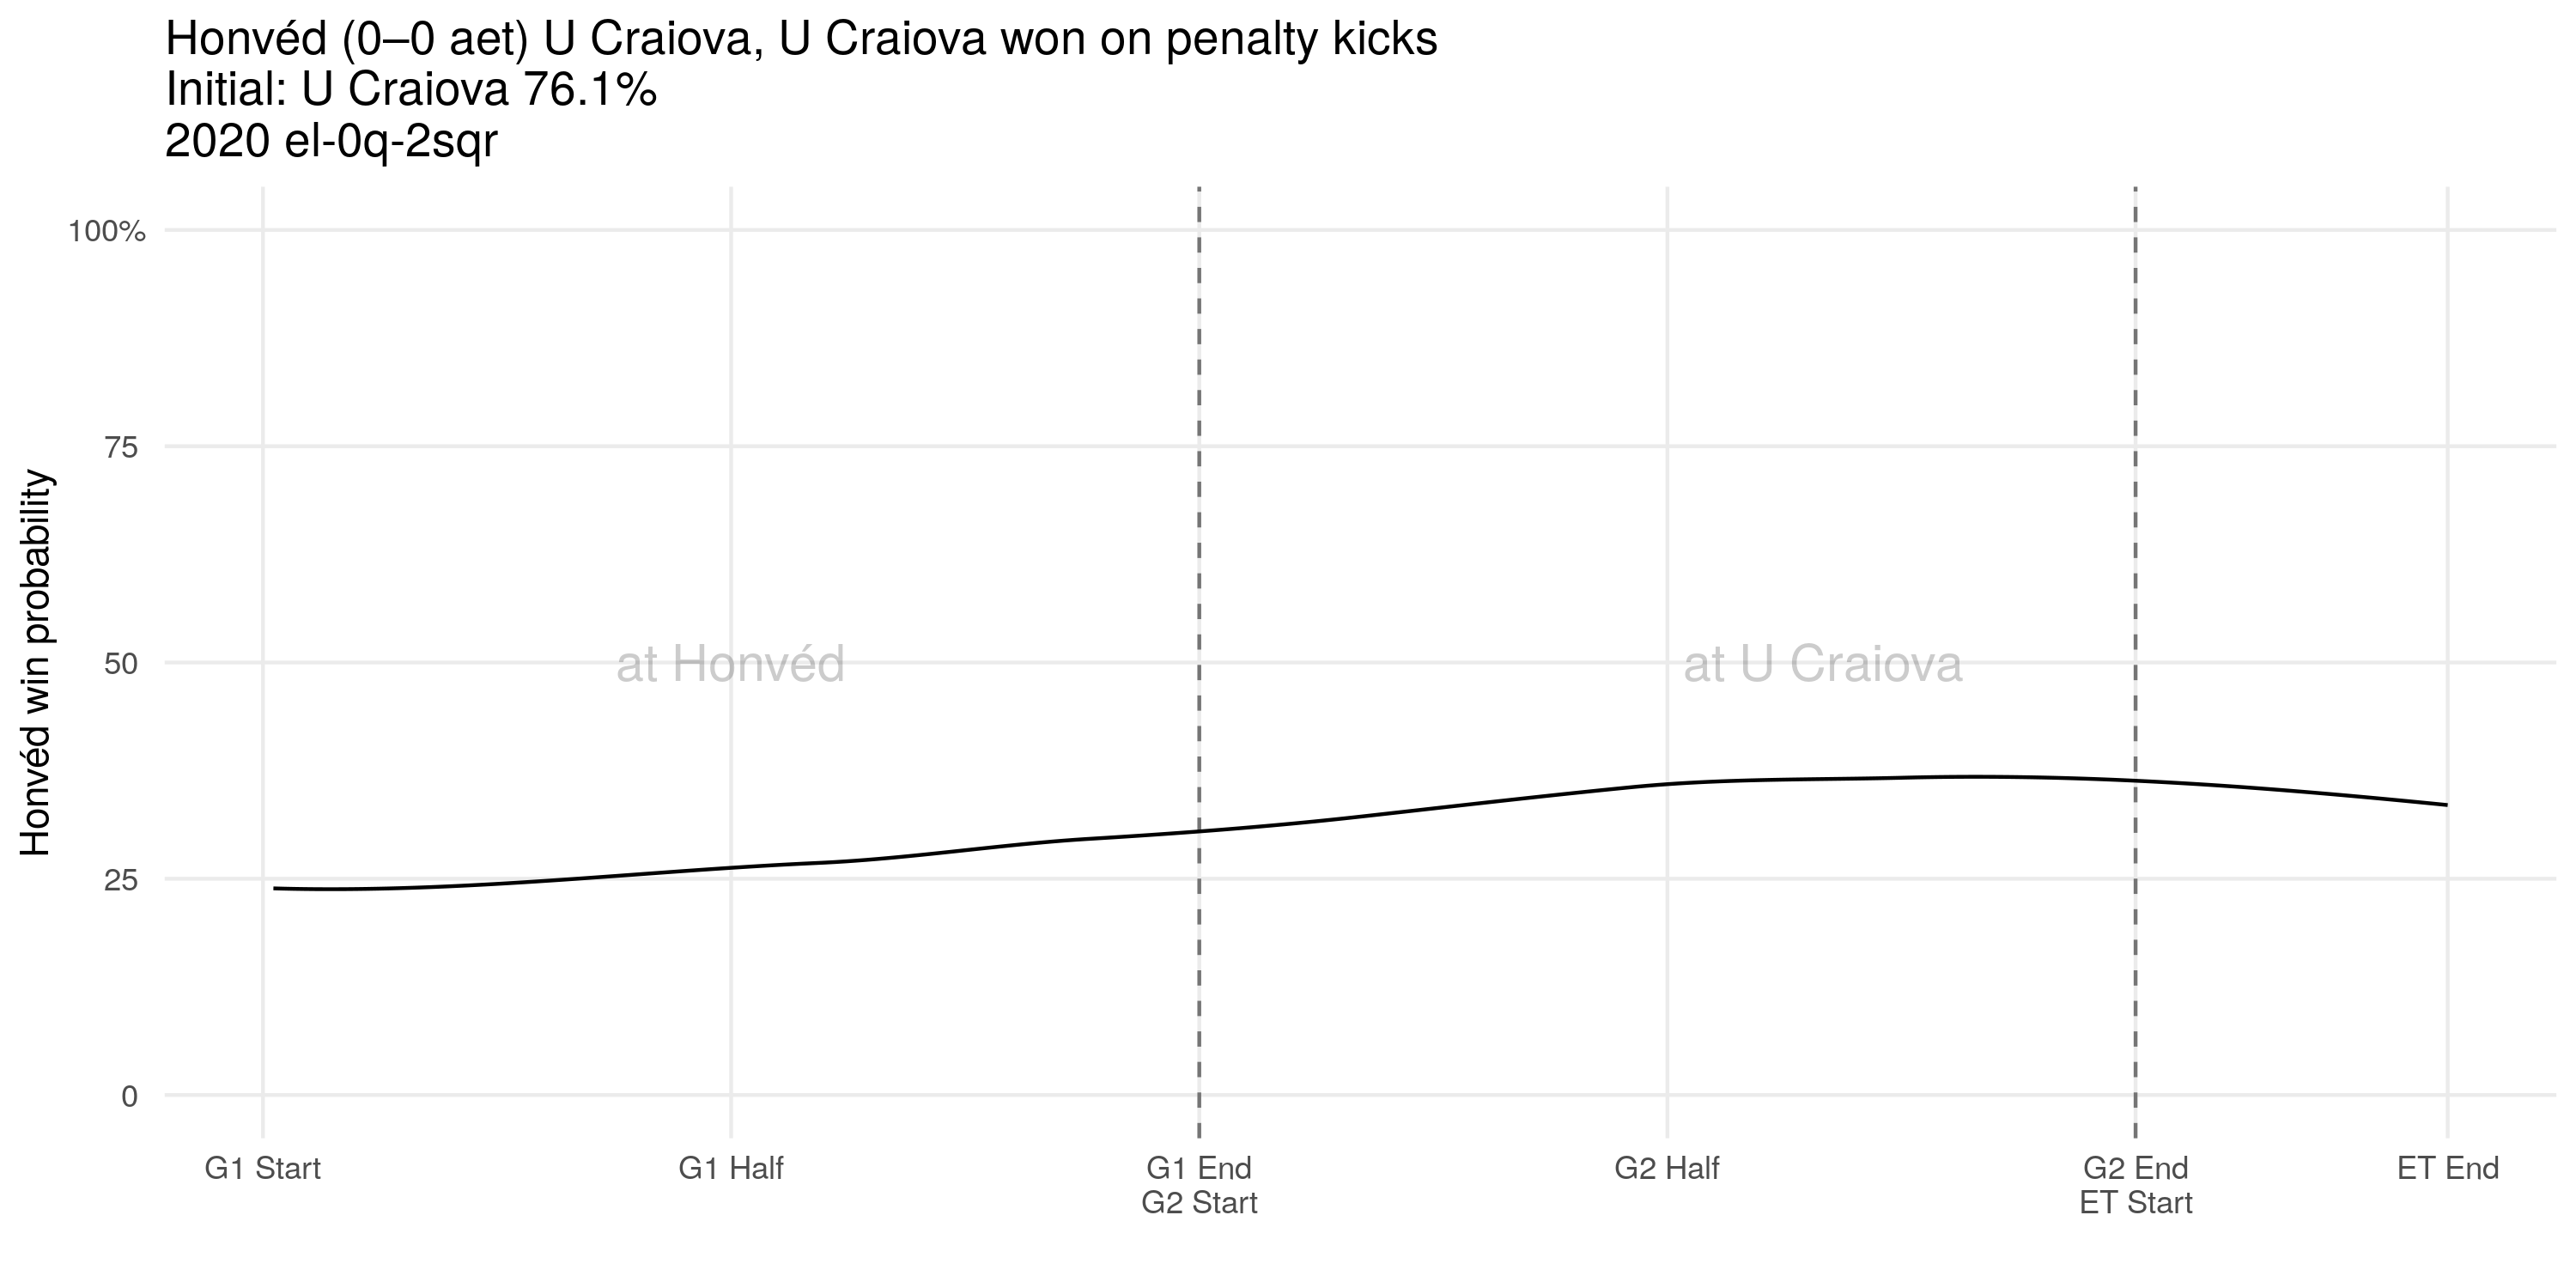 Honvéd (0–0 aet) U Craiova, U Craiova won on penalty kicks
Initial: U Craiova 76.1%
2020 el-0q-2sqr
Honvéd win probability
100%
75
50
25
0
at Honvéd
at U Craiova
G1 Start
G1 Half
G1 End
G2 Start
G2 Half
G2 End
ET Start
ET End